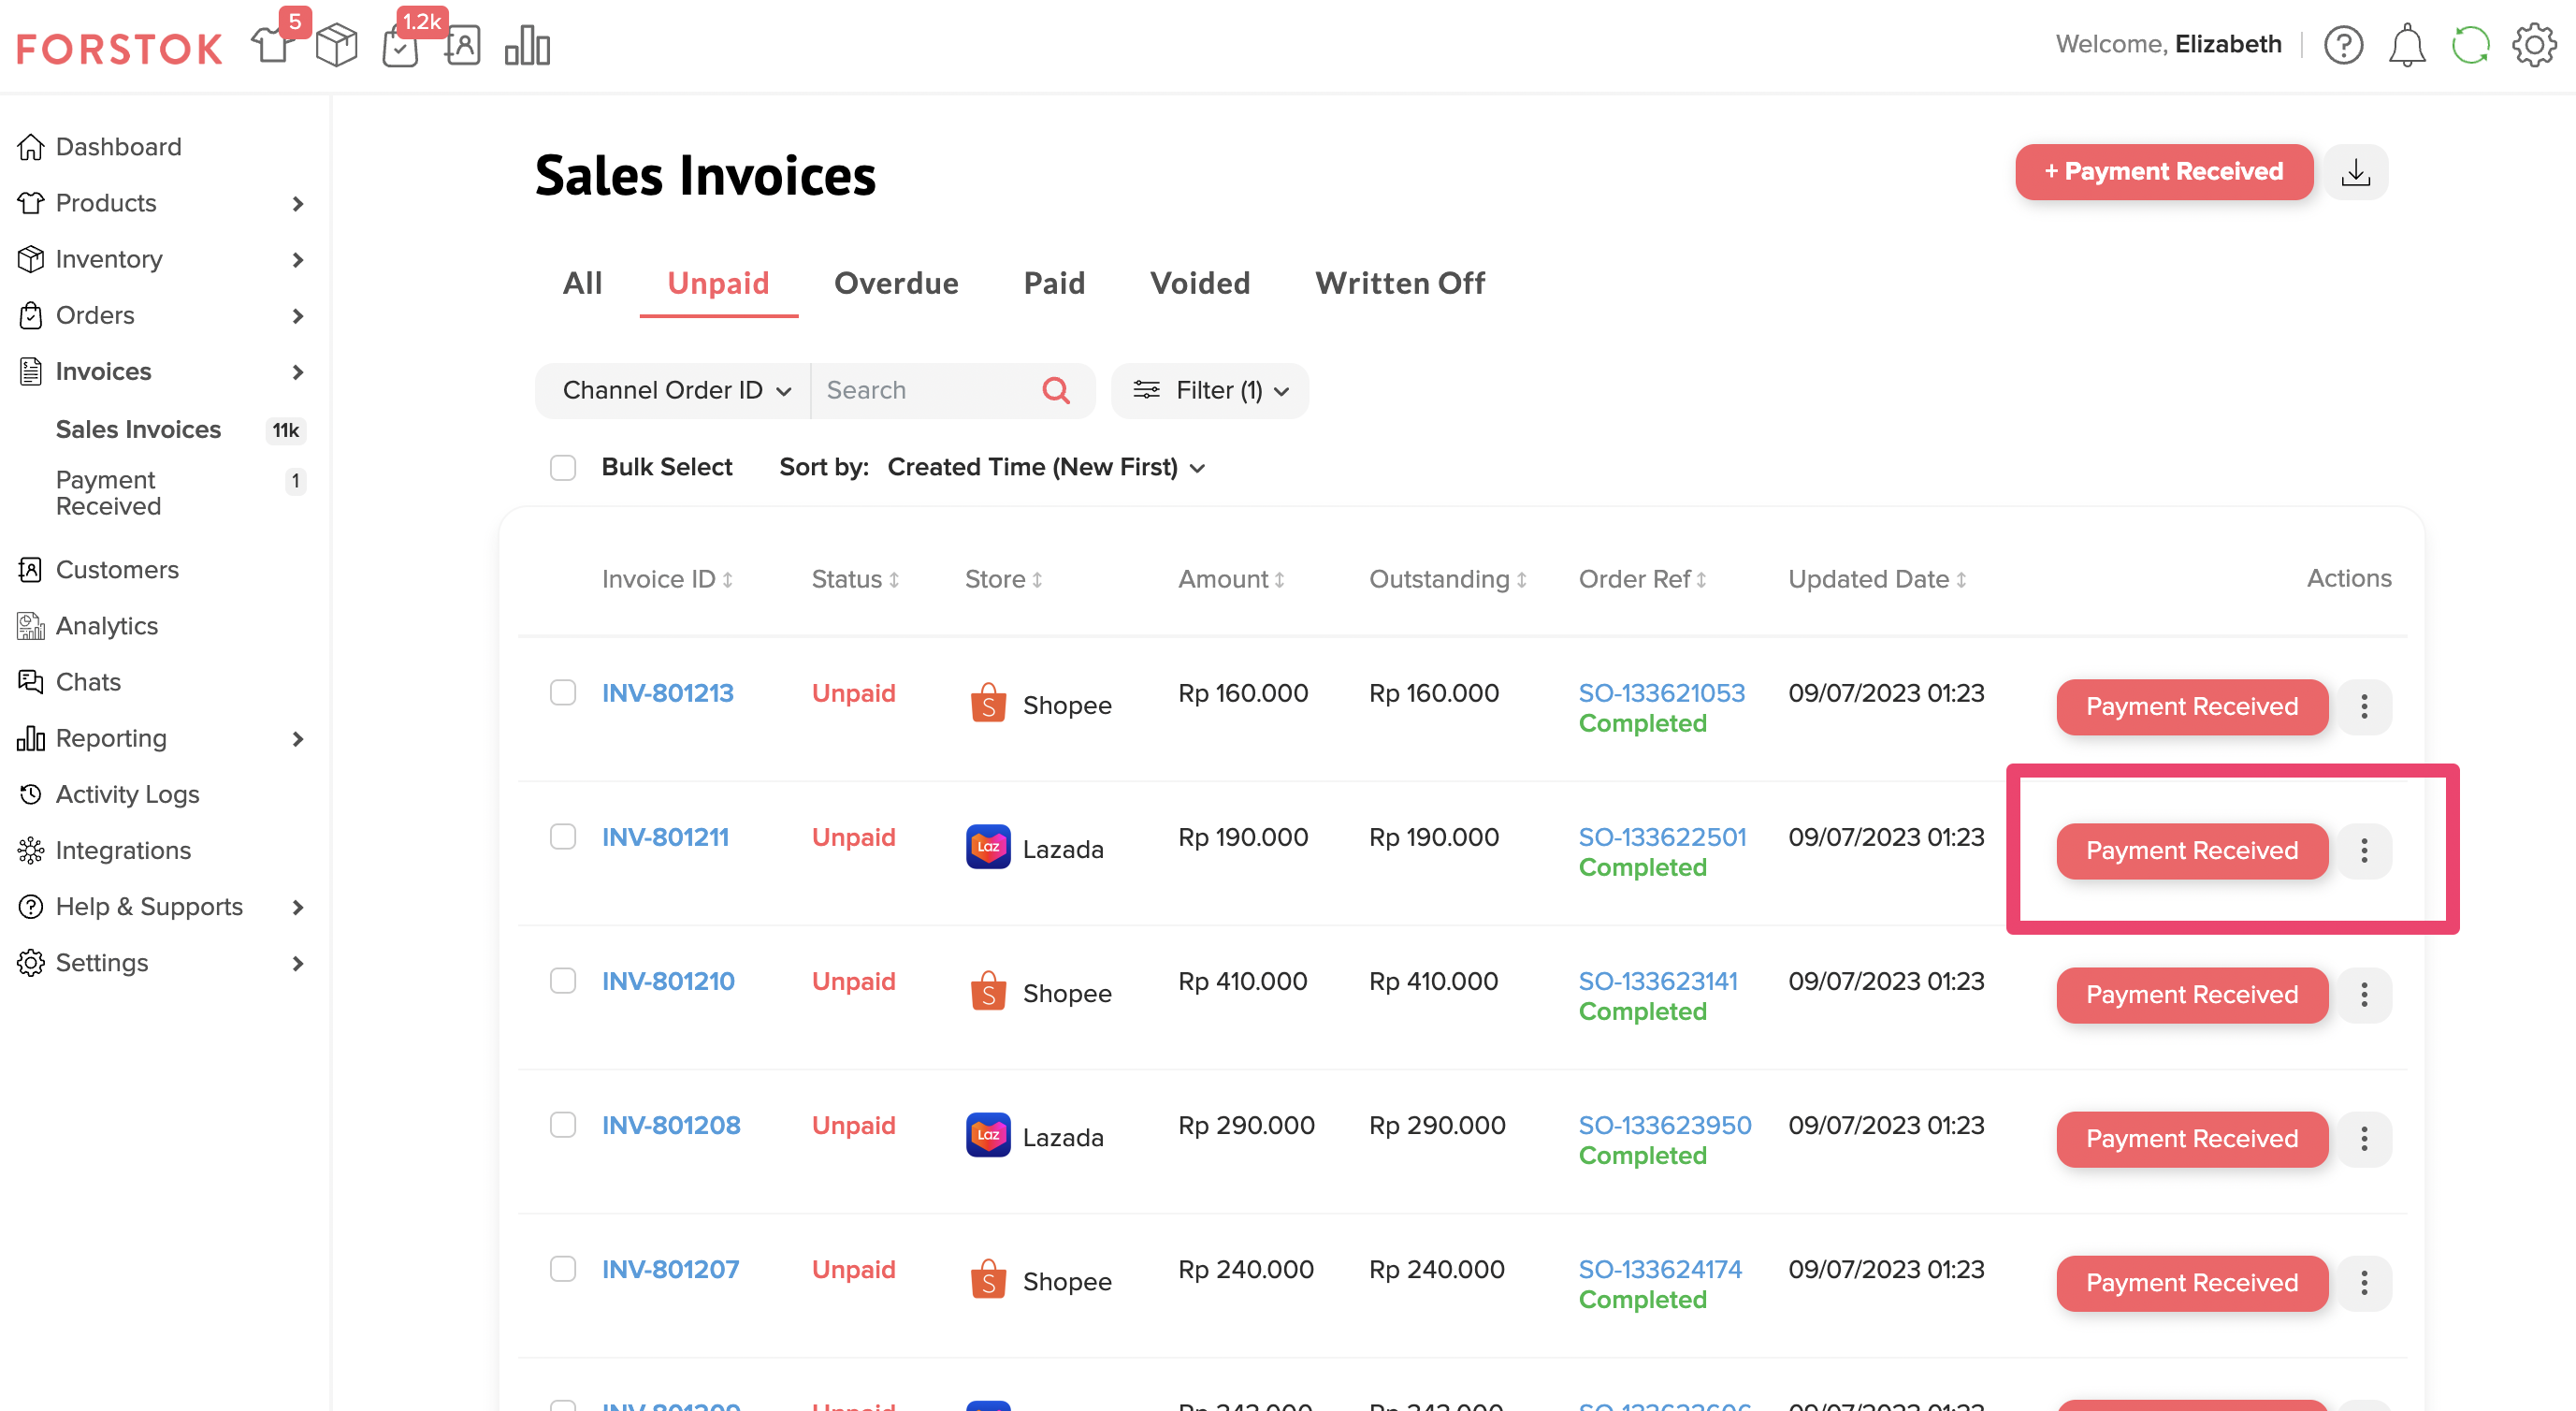 FORSTOK
5
1.2k
Welcome, Elizabeth
Dashboard
Products
Inventory
Orders
Invoices
Sales Invoices 11k
Payment Received 1
Customers
Analytics
Chats
Reporting
Activity Logs
Integrations
Help & Supports
Settings
Sales Invoices
+ Payment Received
All Unpaid Overdue Paid Voided Written Off
Channel Order ID Search Filter (1)
Bulk Select Sort by: Created Time (New First)
Invoice ID Status Store Amount Outstanding Order Ref Updated Date Actions
INV-801213 Unpaid Shopee Rp 160.000 Rp 160.000 SO-133621053 09/07/2023 01:23 Payment Received
Completed
INV-801211 Unpaid Laz Lazada Rp 190.000 Rp 190.000 SO-133622501 09/07/2023 01:23 Payment Received
Completed
INV-801210 Unpaid Shopee Rp 410.000 Rp 410.000 SO-133623141 09/07/2023 01:23 Payment Received
Completed
INV-801208 Unpaid Laz Lazada Rp 290.000 Rp 290.000 SO-133623950 09/07/2023 01:23 Payment Received
Completed
INV-801207 Unpaid Shopee Rp 240.000 Rp 240.000 SO-133624174 09/07/2023 01:23 Payment Received
Completed